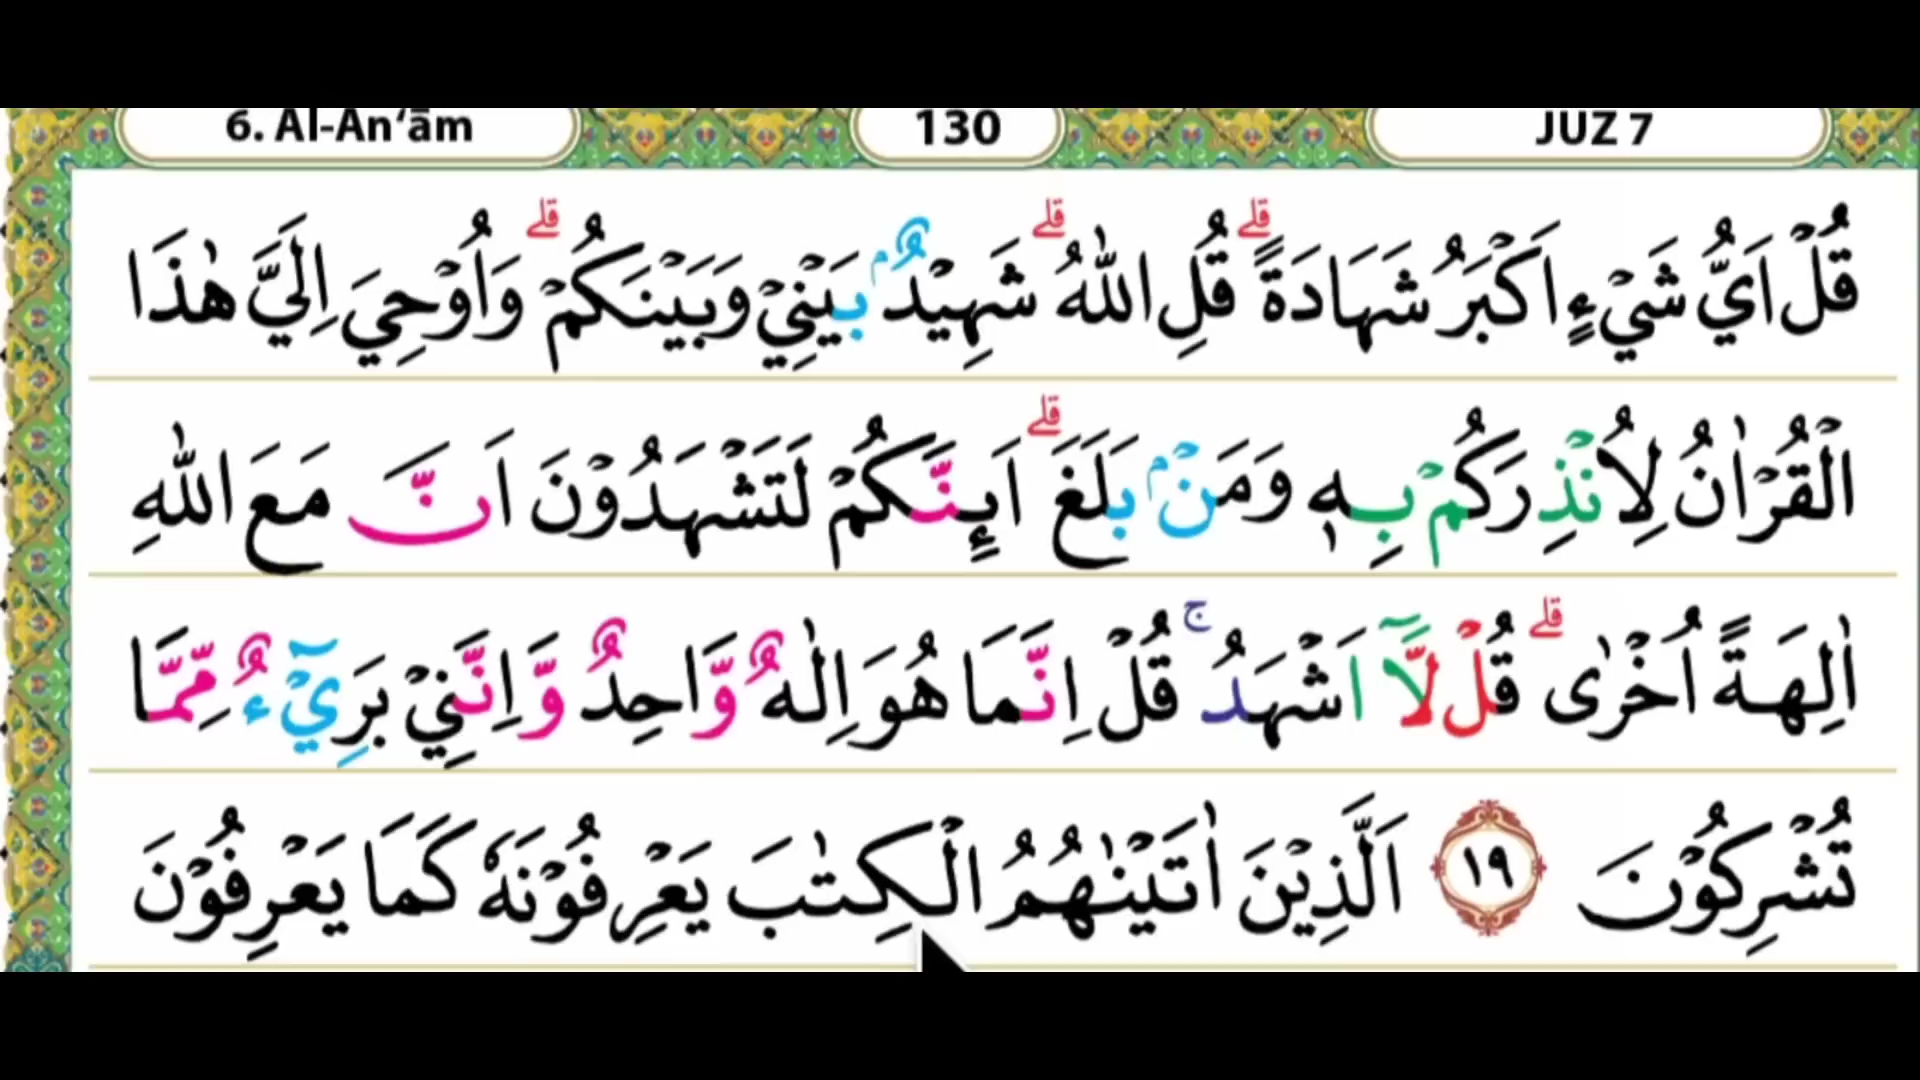 6. Al-An‘ām 130 JUZ 7
قُلْ اَيُّ شَيْءٍ اَكْبَرُ شَهَادَةً ۗ قُلِ اللّٰهُ ۗ شَهِيْدٌۢ بَيْنِيْ وَبَيْنَكُمْ ۗ وَاُوْحِيَ اِلَيَّ هٰذَا
الْقُرْاٰنُ لِاُنْذِرَكُمْ بِهٖ وَمَنْۢ بَلَغَ ۗ اَىِٕنَّكُمْ لَتَشْهَدُوْنَ اَنَّ مَعَ اللّٰهِ
اٰلِهَةً اُخْرٰى ۗ قُلْ لَّآ اَشْهَدُ ۚ قُلْ اِنَّمَا هُوَ اِلٰهٌ وَّاحِدٌ وَّاِنَّنِيْ بَرِيْۤءٌ مِّمَّا
تُشْرِكُوْنَ ١٩ اَلَّذِيْنَ اٰتَيْنٰهُمُ الْكِتٰبَ يَعْرِفُوْنَهٗ كَمَا يَعْرِفُوْنَ